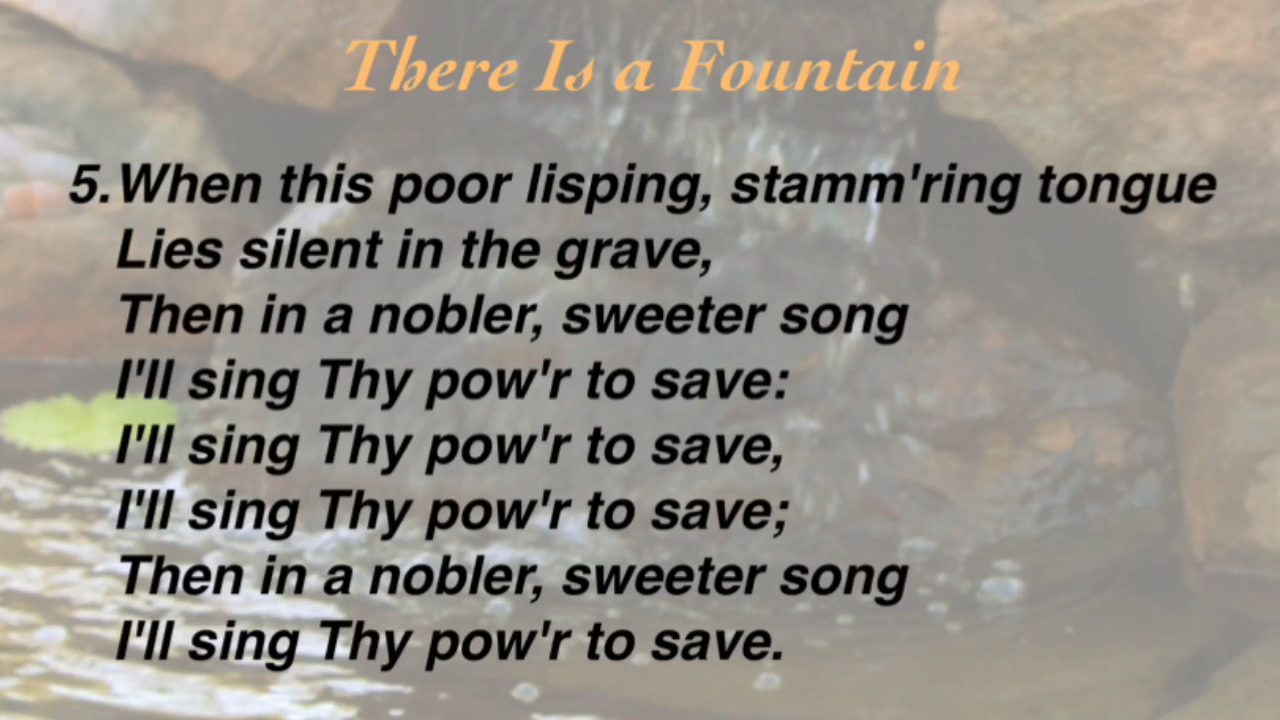 There Is a Fountain
5. When this poor lisping, stamm'ring tongue
Lies silent in the grave,
Then in a nobler, sweeter song
I'll sing Thy pow'r to save:
I'll sing Thy pow'r to save,
I'll sing Thy pow'r to save;
Then in a nobler, sweeter song
I'll sing Thy pow'r to save.